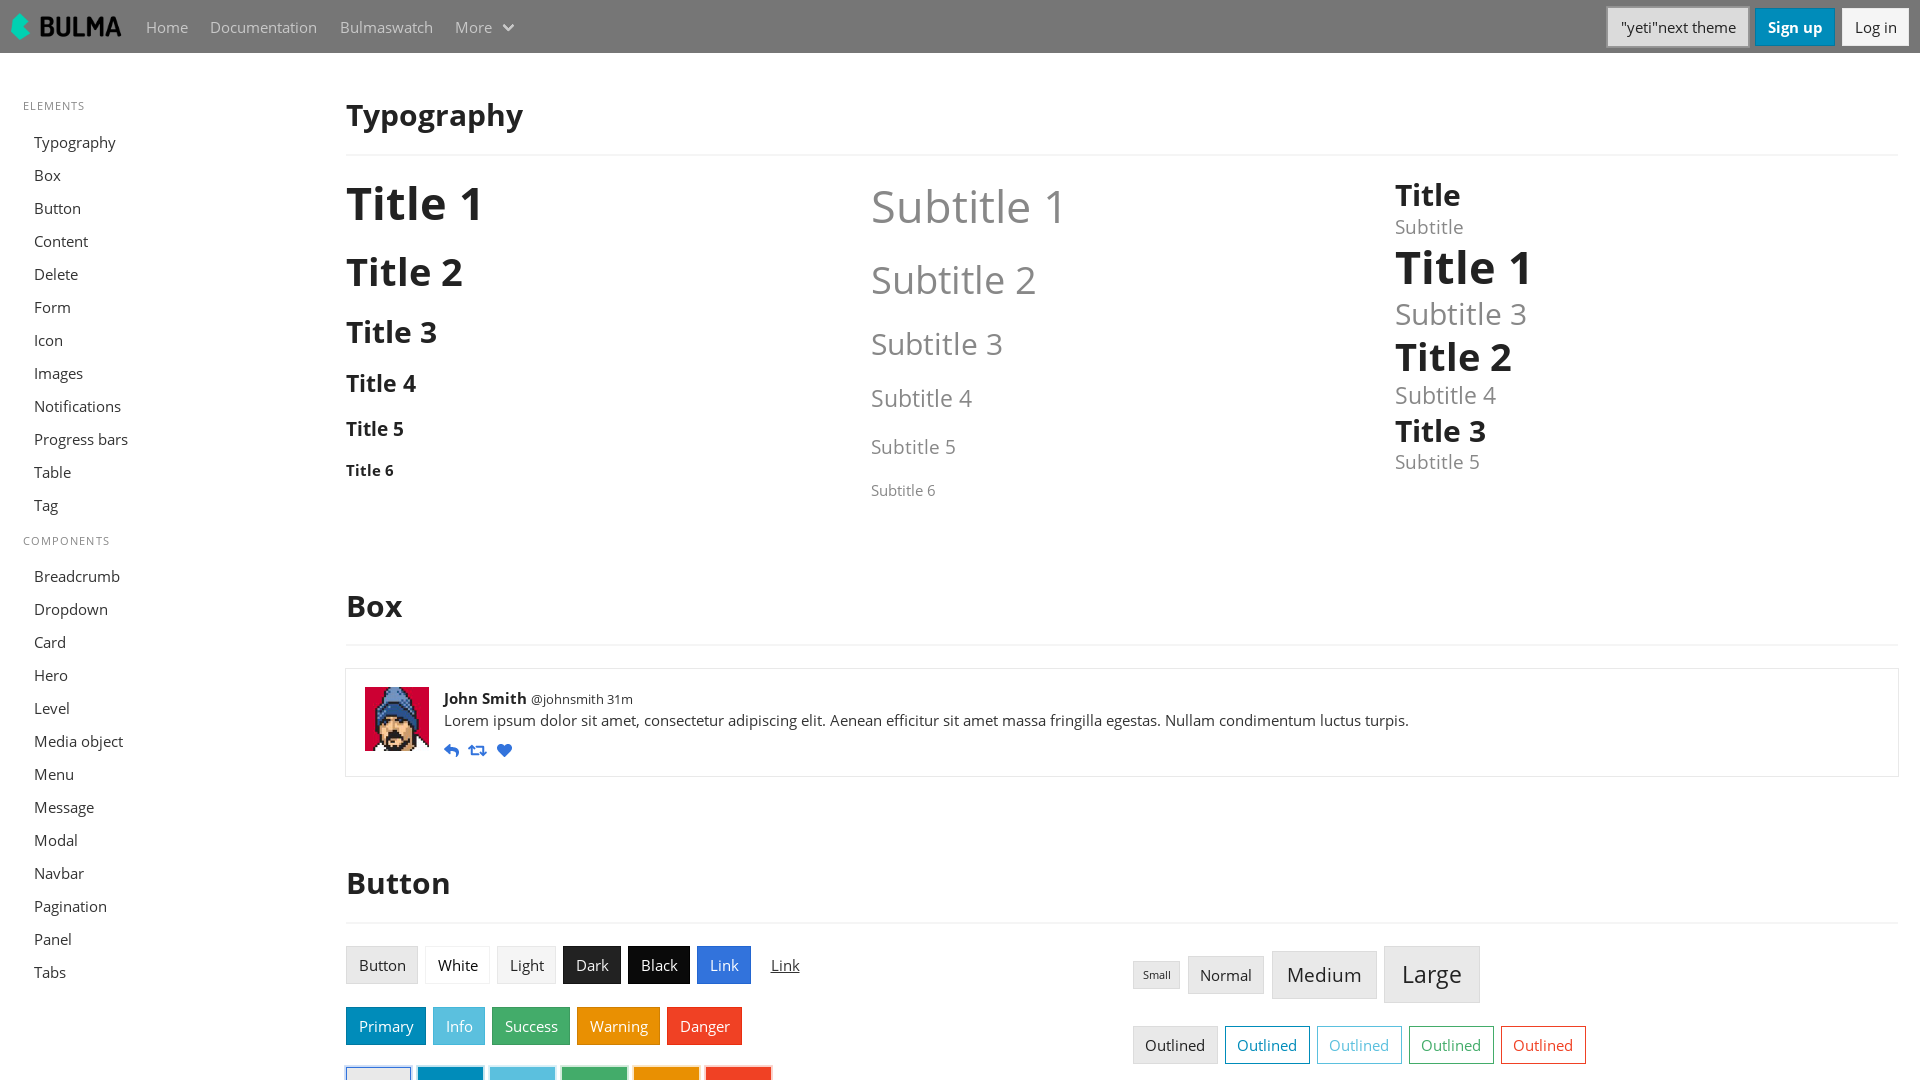 BULMA Home Documentation Bulmaswatch More "yeti"next theme Sign up Log in
ELEMENTS
Typography
Box
Button
Content
Delete
Form
Icon
Images
Notifications
Progress bars
Table
Tag
COMPONENTS
Breadcrumb
Dropdown
Card
Hero
Level
Media object
Menu
Message
Modal
Navbar
Pagination
Panel
Tabs
Typography
Title 1
Title 2
Title 3
Title 4
Title 5
Title 6
Subtitle 1
Subtitle 2
Subtitle 3
Subtitle 4
Subtitle 5
Subtitle 6
Title
Subtitle
Title 1
Subtitle 3
Title 2
Subtitle 4
Title 3
Subtitle 5
Box
John Smith @johnsmith 31m
Lorem ipsum dolor sit amet, consectetur adipiscing elit. Aenean efficitur sit amet massa fringilla egestas. Nullam condimentum luctus turpis.
Button
Button White Light Dark Black Link Link
Primary Info Success Warning Danger
Small Normal Medium Large
Outlined Outlined Outlined Outlined Outlined